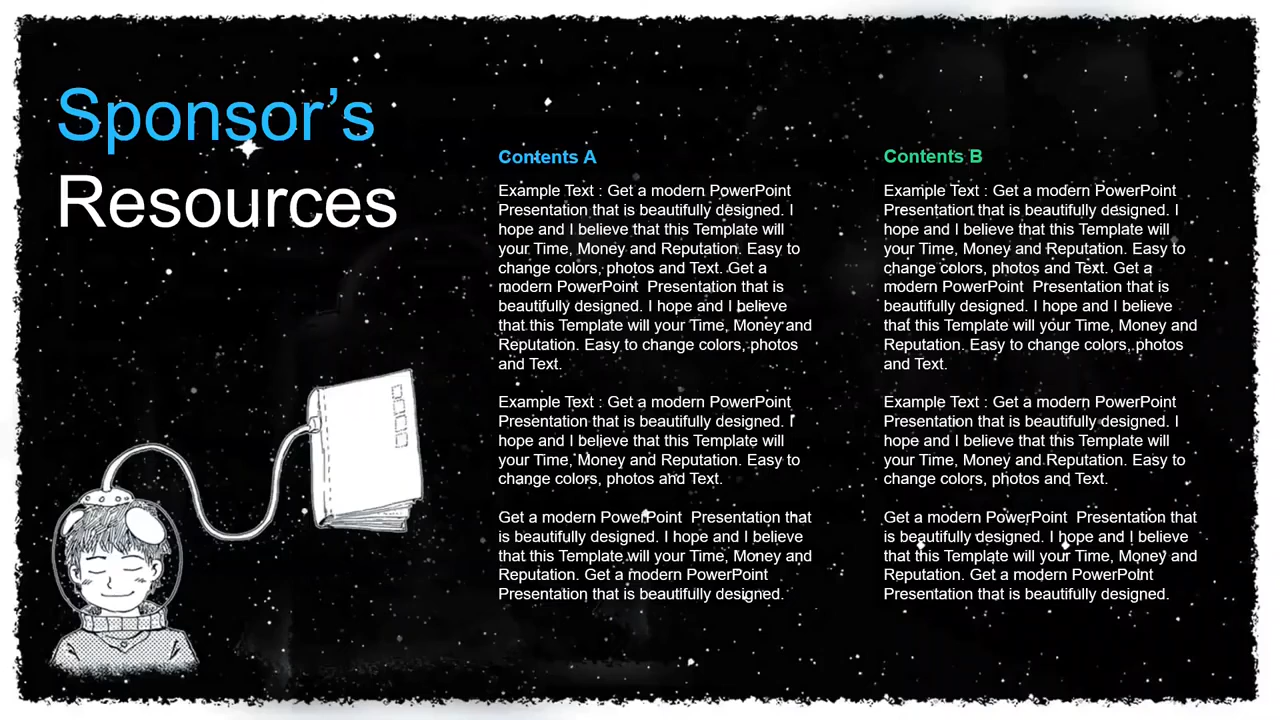 Sponsor’s
Resources
Contents A
Example Text : Get a modern PowerPoint
Presentation that is beautifully designed. I
hope and I believe that this Template will
your Time, Money and Reputation. Easy to
change colors, photos and Text. Get a
modern PowerPoint  Presentation that is
beautifully designed. I hope and I believe
that this Template will your Time, Money and
Reputation. Easy to change colors, photos
and Text.
Example Text : Get a modern PowerPoint
Presentation that is beautifully designed. I
hope and I believe that this Template will
your Time, Money and Reputation. Easy to
change colors, photos and Text.
Get a modern PowerPoint  Presentation that
is beautifully designed. I hope and I believe
that this Template will your Time, Money and
Reputation. Get a modern PowerPoint
Presentation that is beautifully designed.
Contents B
Example Text : Get a modern PowerPoint
Presentation that is beautifully designed. I
hope and I believe that this Template will
your Time, Money and Reputation. Easy to
change colors, photos and Text. Get a
modern PowerPoint  Presentation that is
beautifully designed. I hope and I believe
that this Template will your Time, Money and
Reputation. Easy to change colors, photos
and Text.
Example Text : Get a modern PowerPoint
Presentation that is beautifully designed. I
hope and I believe that this Template will
your Time, Money and Reputation. Easy to
change colors, photos and Text.
Get a modern PowerPoint  Presentation that
is beautifully designed. I hope and I believe
that this Template will your Time, Money and
Reputation. Get a modern PowerPoint
Presentation that is beautifully designed.